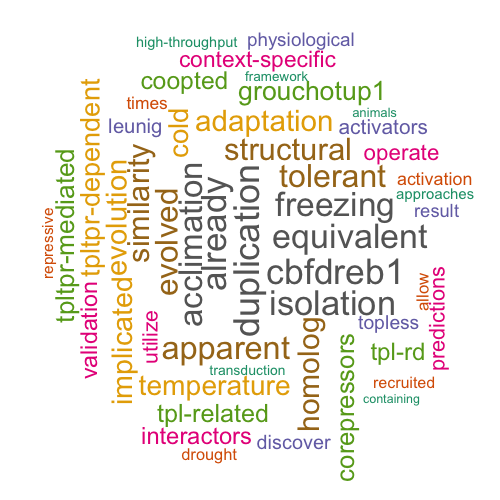 high-throughput
physiological
context-specific
coopted
framework
grouchotup1
times
animals
leunig
cold
adaptation
activators
structural
operate
tolerant
activation
approaches
freezing
result
equivalent
cbfdreb1
isolation
topless
allow
predictions
tpl-rd
recruited
containing
apparent
transduction
temperature
tpl-related
interactors
discover
drought
corepressors
homolog
duplication
already
acclimation
evolved
similarity
evolution
implicated
tpltpr-dependent
tpltpr-mediated
repressive
validation
utilize